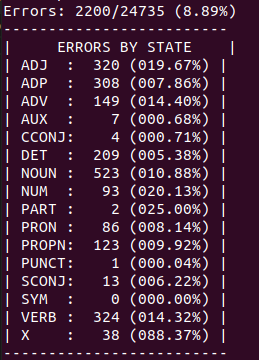 Errors: 2200/24735 (8.89%)
--------------------------
|     ERRORS BY STATE    |
| ADJ  :  320 (019.67%) |
| ADP  :  308 (007.86%) |
| ADV  :  149 (014.40%) |
| AUX  :    7 (000.68%) |
| CCONJ:    4 (000.71%) |
| DET  :  209 (005.38%) |
| NOUN :  523 (010.88%) |
| NUM  :   93 (020.13%) |
| PART :    2 (025.00%) |
| PRON :   86 (008.14%) |
| PROPN:  123 (009.92%) |
| PUNCT:    1 (000.04%) |
| SCONJ:   13 (006.22%) |
| SYM  :    0 (000.00%) |
| VERB :  324 (014.32%) |
| X    :   38 (088.37%) |
--------------------------